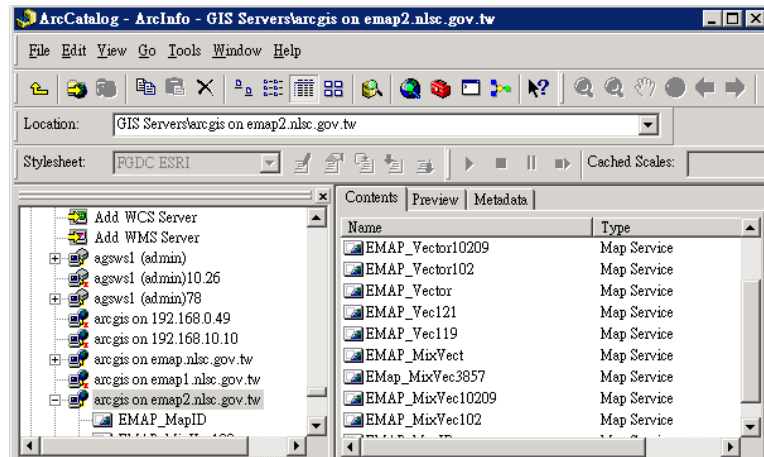 ArcCatalog - ArcInfo - GIS Servers\arcgis on emap2.nlsc.gov.tw
File Edit View Go Tools Window Help
Location: GIS Servers\arcgis on emap2.nlsc.gov.tw
Stylesheet: FGDC ESRI Cached Scales:
Add WCS Server
Add WMS Server
agsws1 (admin)
agsws1 (admin)10.26
agsws1 (admin)78
arcgis on 192.168.0.49
arcgis on 192.168.10.10
arcgis on emap.nlsc.gov.tw
arcgis on emap1.nlsc.gov.tw
arcgis on emap2.nlsc.gov.tw
EMAP_MapID
Contents Preview Metadata
Name Type
EMAP_Vector10209 Map Service
EMAP_Vector102 Map Service
EMAP_Vector Map Service
EMAP_Vec121 Map Service
EMAP_Vec119 Map Service
EMAP_MixVect Map Service
EMap_MixVec3857 Map Service
EMAP_MixVec10209 Map Service
EMAP_MixVec102 Map Service